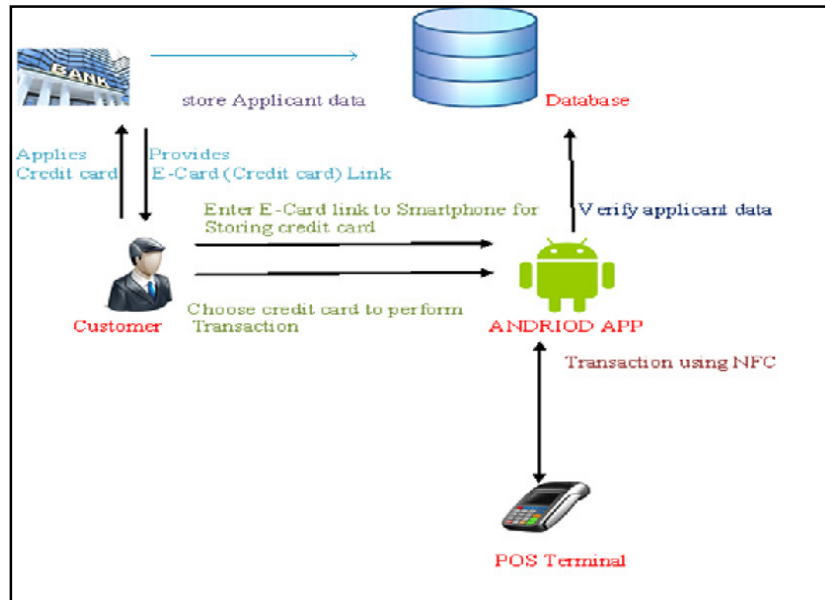 BANK
store Applicant data
Database
Applies
Credit card
Provides
E-Card (Credit card) Link
Enter E-Card link to Smartphone for
Storing credit card
Verify applicant data
Customer
Choose credit card to perform
Transaction
ANDRIOD APP
Transaction using NFC
POS Terminal